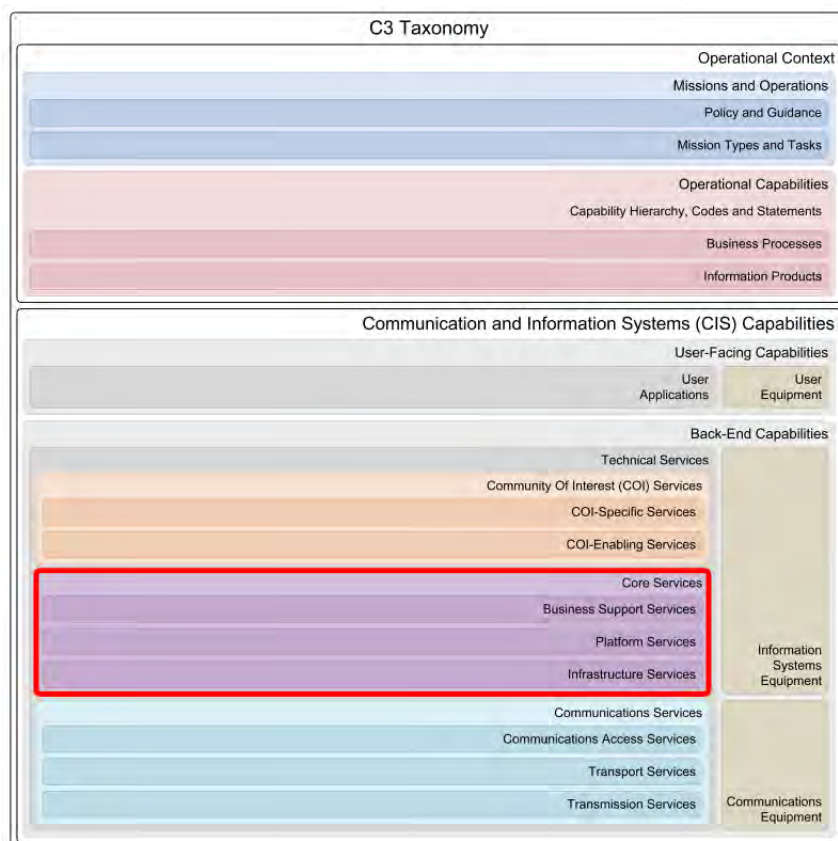 C3 Taxonomy
Operational Context
Missions and Operations
Policy and Guidance
Mission Types and Tasks
Operational Capabilities
Capability Hierarchy, Codes and Statements
Business Processes
Information Products
Communication and Information Systems (CIS) Capabilities
User-Facing Capabilities
User
Applications
User
Equipment
Back-End Capabilities
Technical Services
Community Of Interest (COI) Services
COI-Specific Services
COI-Enabling Services
Core Services
Business Support Services
Platform Services
Infrastructure Services
Information
Systems
Equipment
Communications Services
Communications Access Services
Transport Services
Transmission Services
Communications
Equipment